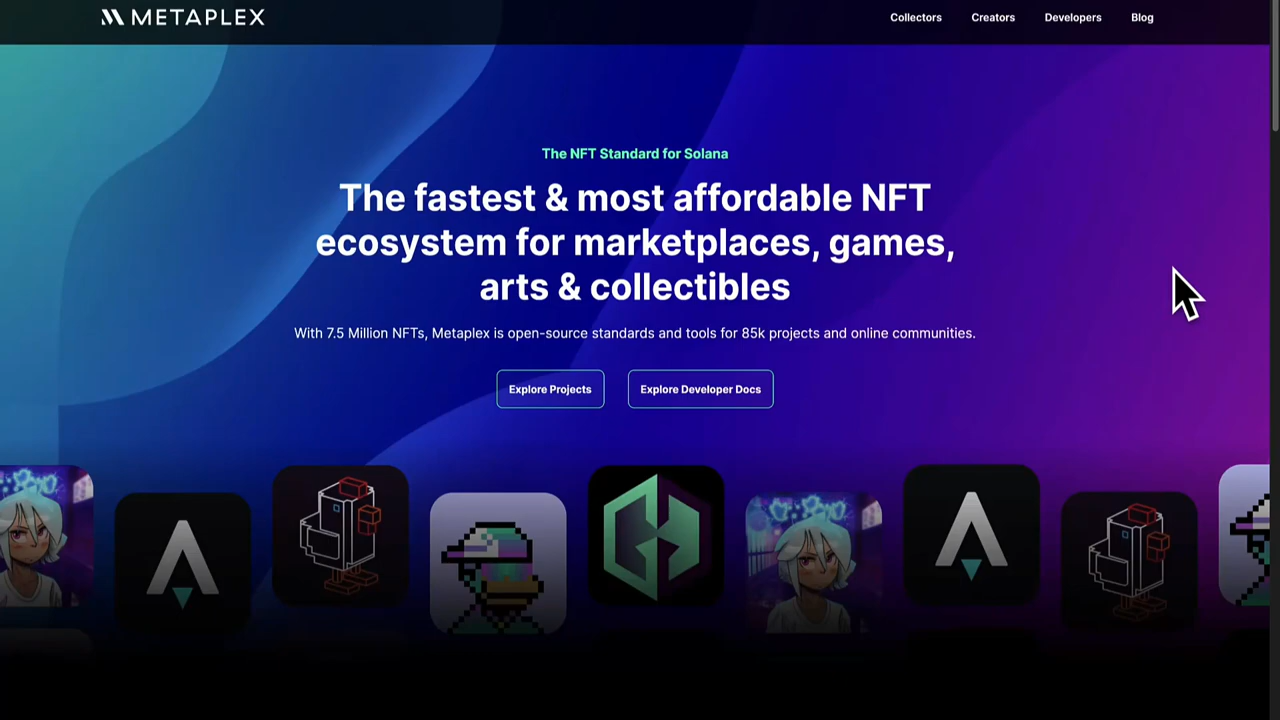 METAPLEX
Collectors
Creators
Developers
Blog
The NFT Standard for Solana
The fastest & most affordable NFT
ecosystem for marketplaces, games,
arts & collectibles
With 7.5 Million NFTs, Metaplex is open-source standards and tools for 85k projects and online communities.
Explore Projects
Explore Developer Docs